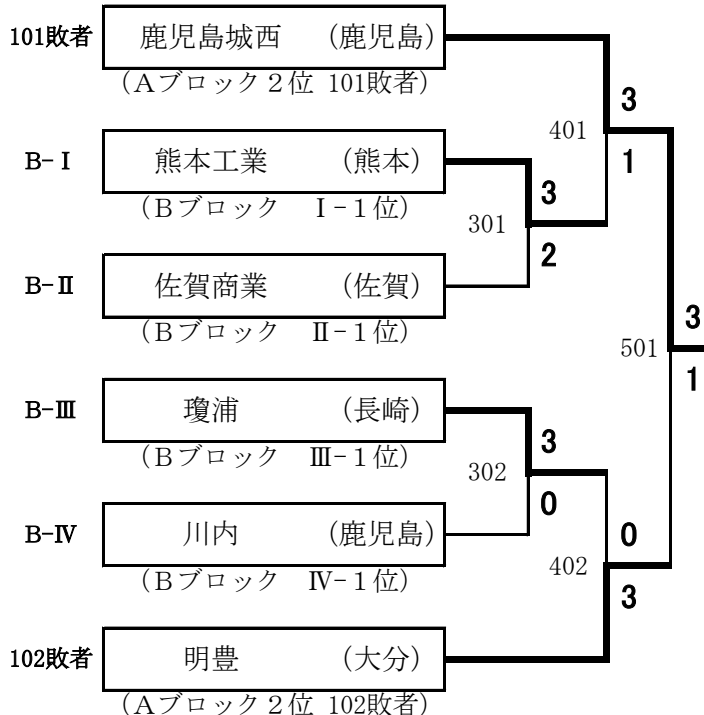 101敗者 鹿児島城西 (鹿児島)
(Aブロック2位 101敗者)
3
401
1
B-Ⅰ 熊本工業 (熊本)
(Bブロック Ⅰ-1位)
3
301
2
B-Ⅱ 佐賀商業 (佐賀)
(Bブロック Ⅱ-1位)
3
501
1
B-Ⅲ 瓊浦 (長崎)
(Bブロック Ⅲ-1位)
3
302
0
B-Ⅳ 川内 (鹿児島)
(Bブロック Ⅳ-1位)
0
402
3
102敗者 明豊 (大分)
(Aブロック2位 102敗者)